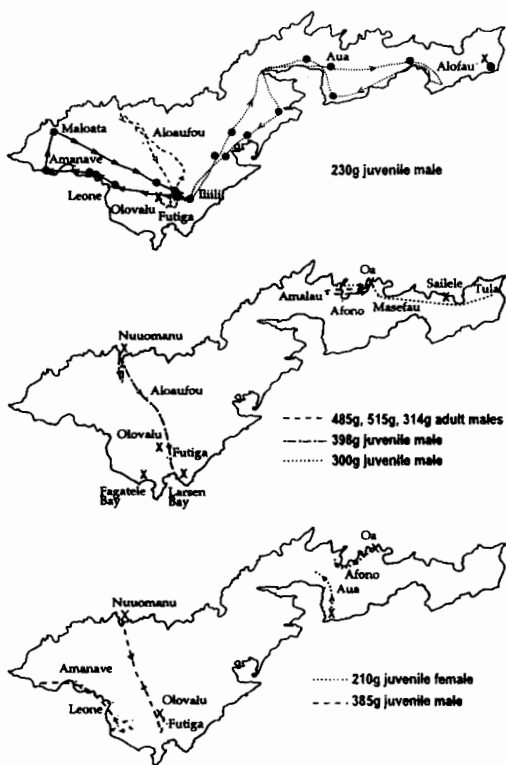 Aua
Alofau
Maloata
Aloaufou
Amanave
Leone
Iliili
Olovalu
Futiga
230g juvenile male
Oa
Amalau
Sailele
Tula
Afono
Masefau
Nuuomanu
Aloaufou
485g, 515g, 314g adult males
398g juvenile male
300g juvenile male
Olovalu
Futiga
Fagatele
Bay
Larsen
Bay
Oa
Afono
Aua
Nuuomanu
Amanave
210g juvenile female
385g juvenile male
Leone
Olovalu
Futiga